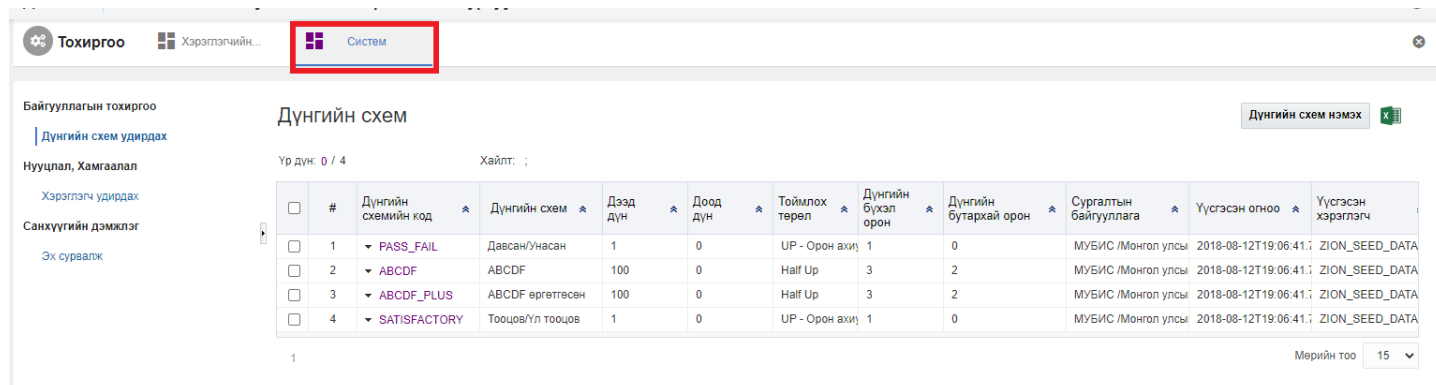 Тохиргоо
Хэрэглэгчийн...
Систем
Байгууллагын тохиргоо
Дүнгийн схем удирдах
Нууцлал, Хамгаалал
Хэрэглэгч удирдах
Санхүүгийн дэмжлэг
Эх сурвалж
Дүнгийн схем
Дүнгийн схем нэмэх
Үр дүн: 0 / 4 Хайлт: ;
# Дүнгийн схемийн код Дүнгийн схем Дээд дүн Доод дүн Тоймлох төрөл Дүнгийн бүхэл орон Дүнгийн бутархай орон Сургалтын байгууллага Үүсгэсэн огноо Үүсгэсэн хэрэглэгч
1 PASS_FAIL Давсан/Унасан 1 0 UP - Орон ахиу 1 0 МУБИС /Монгол улсы 2018-08-12T19:06:41.7 ZION_SEED_DATA
2 ABCDF ABCDF 100 0 Half Up 3 2 МУБИС /Монгол улсы 2018-08-12T19:06:41.7 ZION_SEED_DATA
3 ABCDF_PLUS ABCDF өргөтгөсөн 100 0 Half Up 3 2 МУБИС /Монгол улсы 2018-08-12T19:06:41.7 ZION_SEED_DATA
4 SATISFACTORY Тооцов/Үл тооцов 1 0 UP - Орон ахиу 1 0 МУБИС /Монгол улсы 2018-08-12T19:06:41.7 ZION_SEED_DATA
1
Мөрийн тоо 15